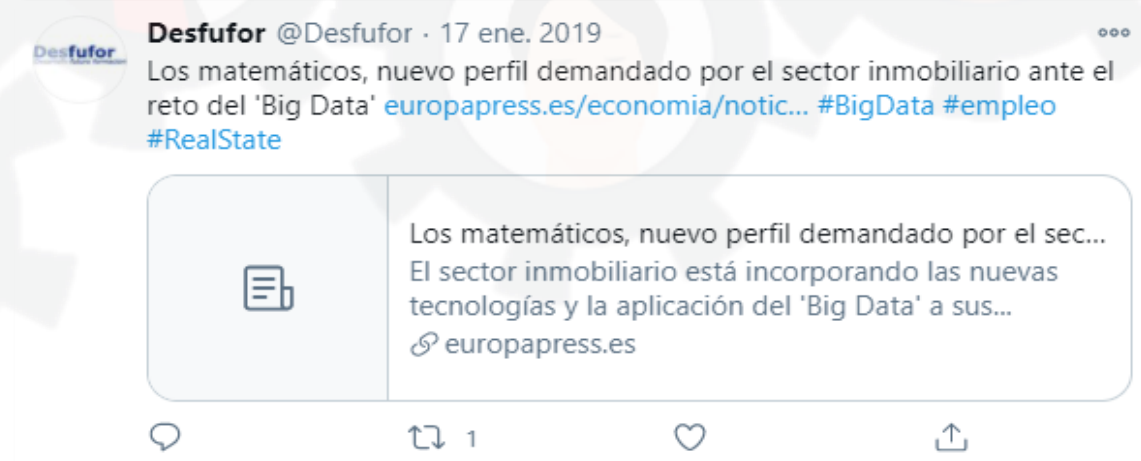 Desfufor
Desfufor @Desfufor · 17 ene. 2019
Los matemáticos, nuevo perfil demandado por el sector inmobiliario ante el
reto del 'Big Data' europapress.es/economia/notic... #BigData #empleo
#RealState
Los matemáticos, nuevo perfil demandado por el sec...
El sector inmobiliario está incorporando las nuevas
tecnologías y la aplicación del 'Big Data' a sus...
europapress.es
1